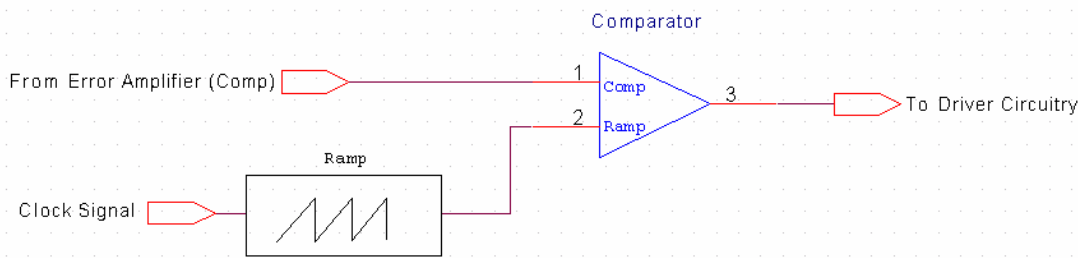 Comparator
From Error Amplifier (Comp)
1
Comp
3
To Driver Circuitry
2
Ramp
Ramp
Clock Signal